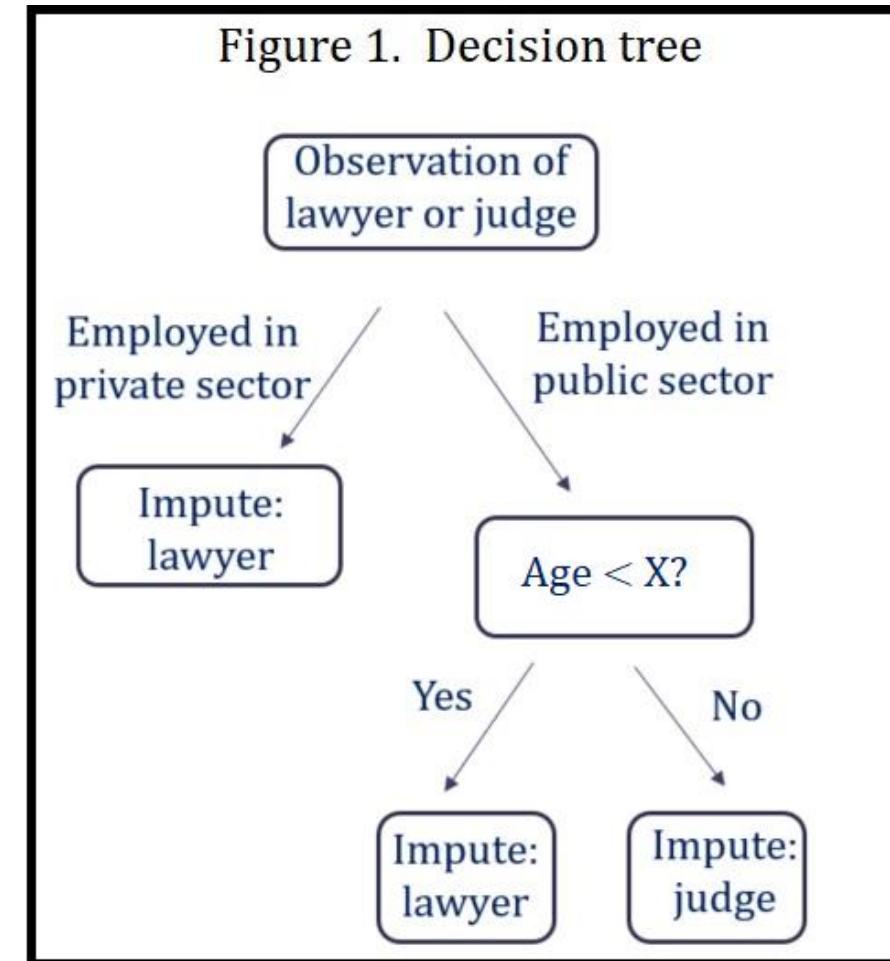 Figure 1. Decision tree
Observation of
lawyer or judge
Employed in
private sector
Employed in
public sector
Impute:
lawyer
Age < X?
Yes
No
Impute:
lawyer
Impute:
judge